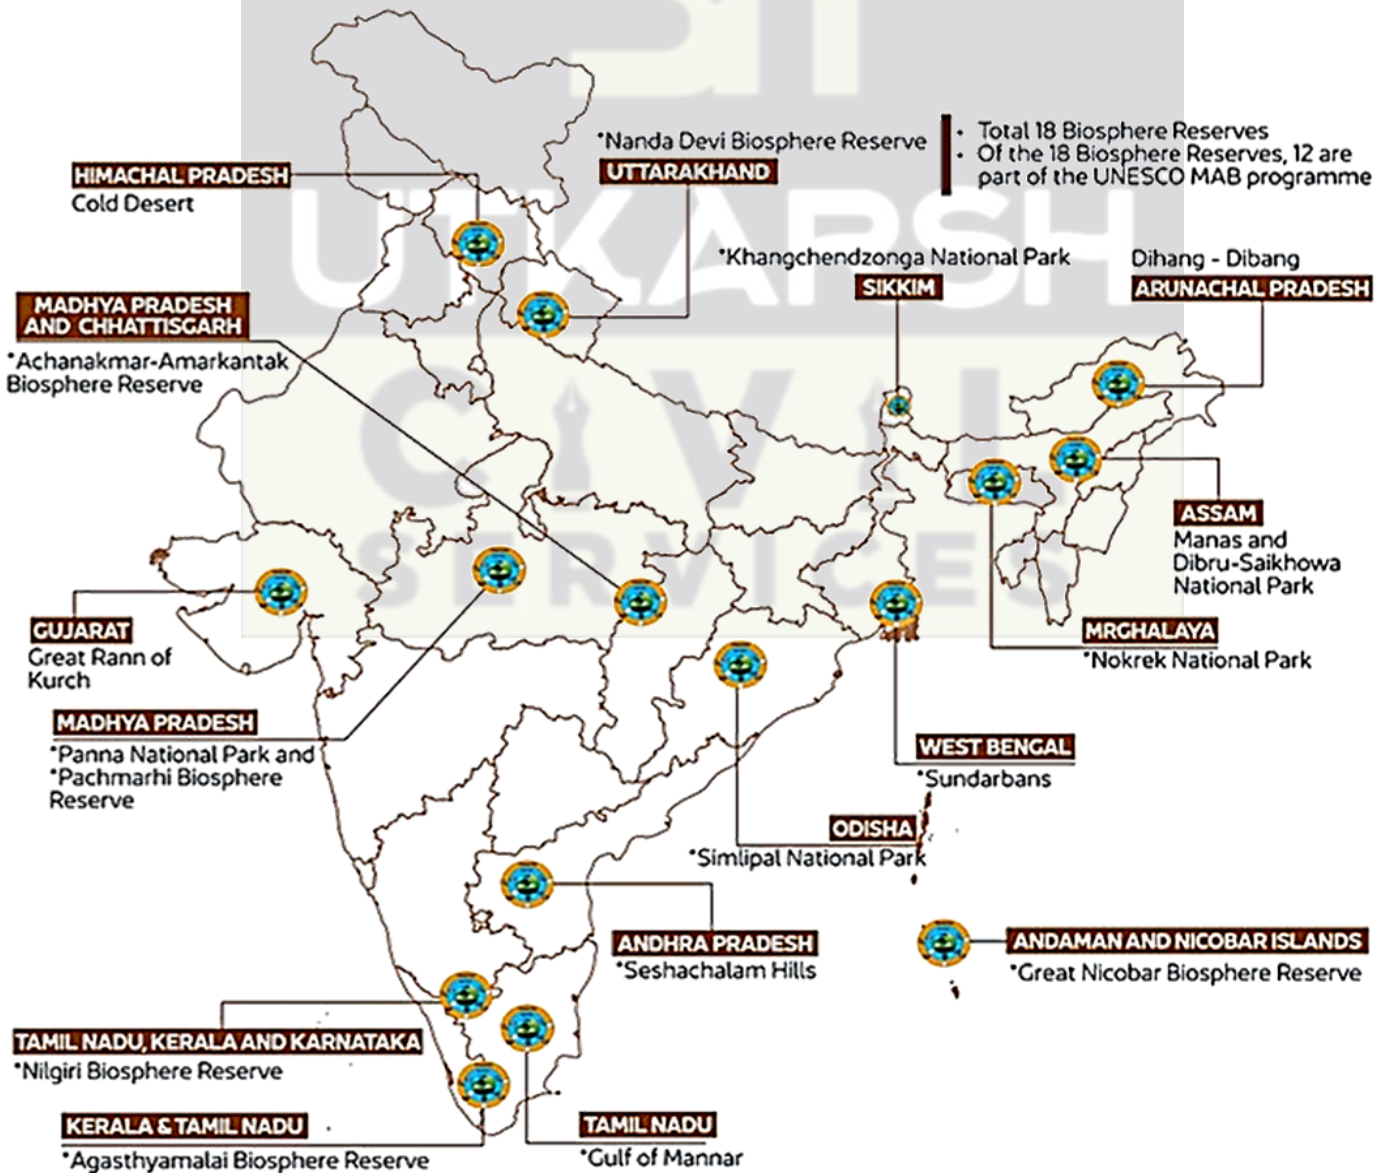 SIT
UTKARSH
CIVIL
SERVICES
*Nanda Devi Biosphere Reserve
UTTARAKHAND
• Total 18 Biosphere Reserves
• Of the 18 Biosphere Reserves, 12 are
part of the UNESCO MAB programme
HIMACHAL PRADESH
Cold Desert
*Khangchendzonga National Park
SIKKIM
Dihang - Dibang
ARUNACHAL PRADESH
MADHYA PRADESH
AND CHHATTISGARH
*Achanakmar-Amarkantak
Biosphere Reserve
ASSAM
Manas and
Dibru-Saikhowa
National Park
GUJARAT
Great Rann of
Kurch
MRGHALAYA
*Nokrek National Park
MADHYA PRADESH
*Panna National Park and
*Pachmarhi Biosphere
Reserve
WEST BENGAL
*Sundarbans
ODISHA
*Simlipal National Park
ANDHRA PRADESH
*Seshachalam Hills
ANDAMAN AND NICOBAR ISLANDS
*Great Nicobar Biosphere Reserve
TAMIL NADU, KERALA AND KARNATAKA
*Nilgiri Biosphere Reserve
KERALA & TAMIL NADU
*Agasthyamalai Biosphere Reserve
TAMIL NADU
*Gulf of Mannar